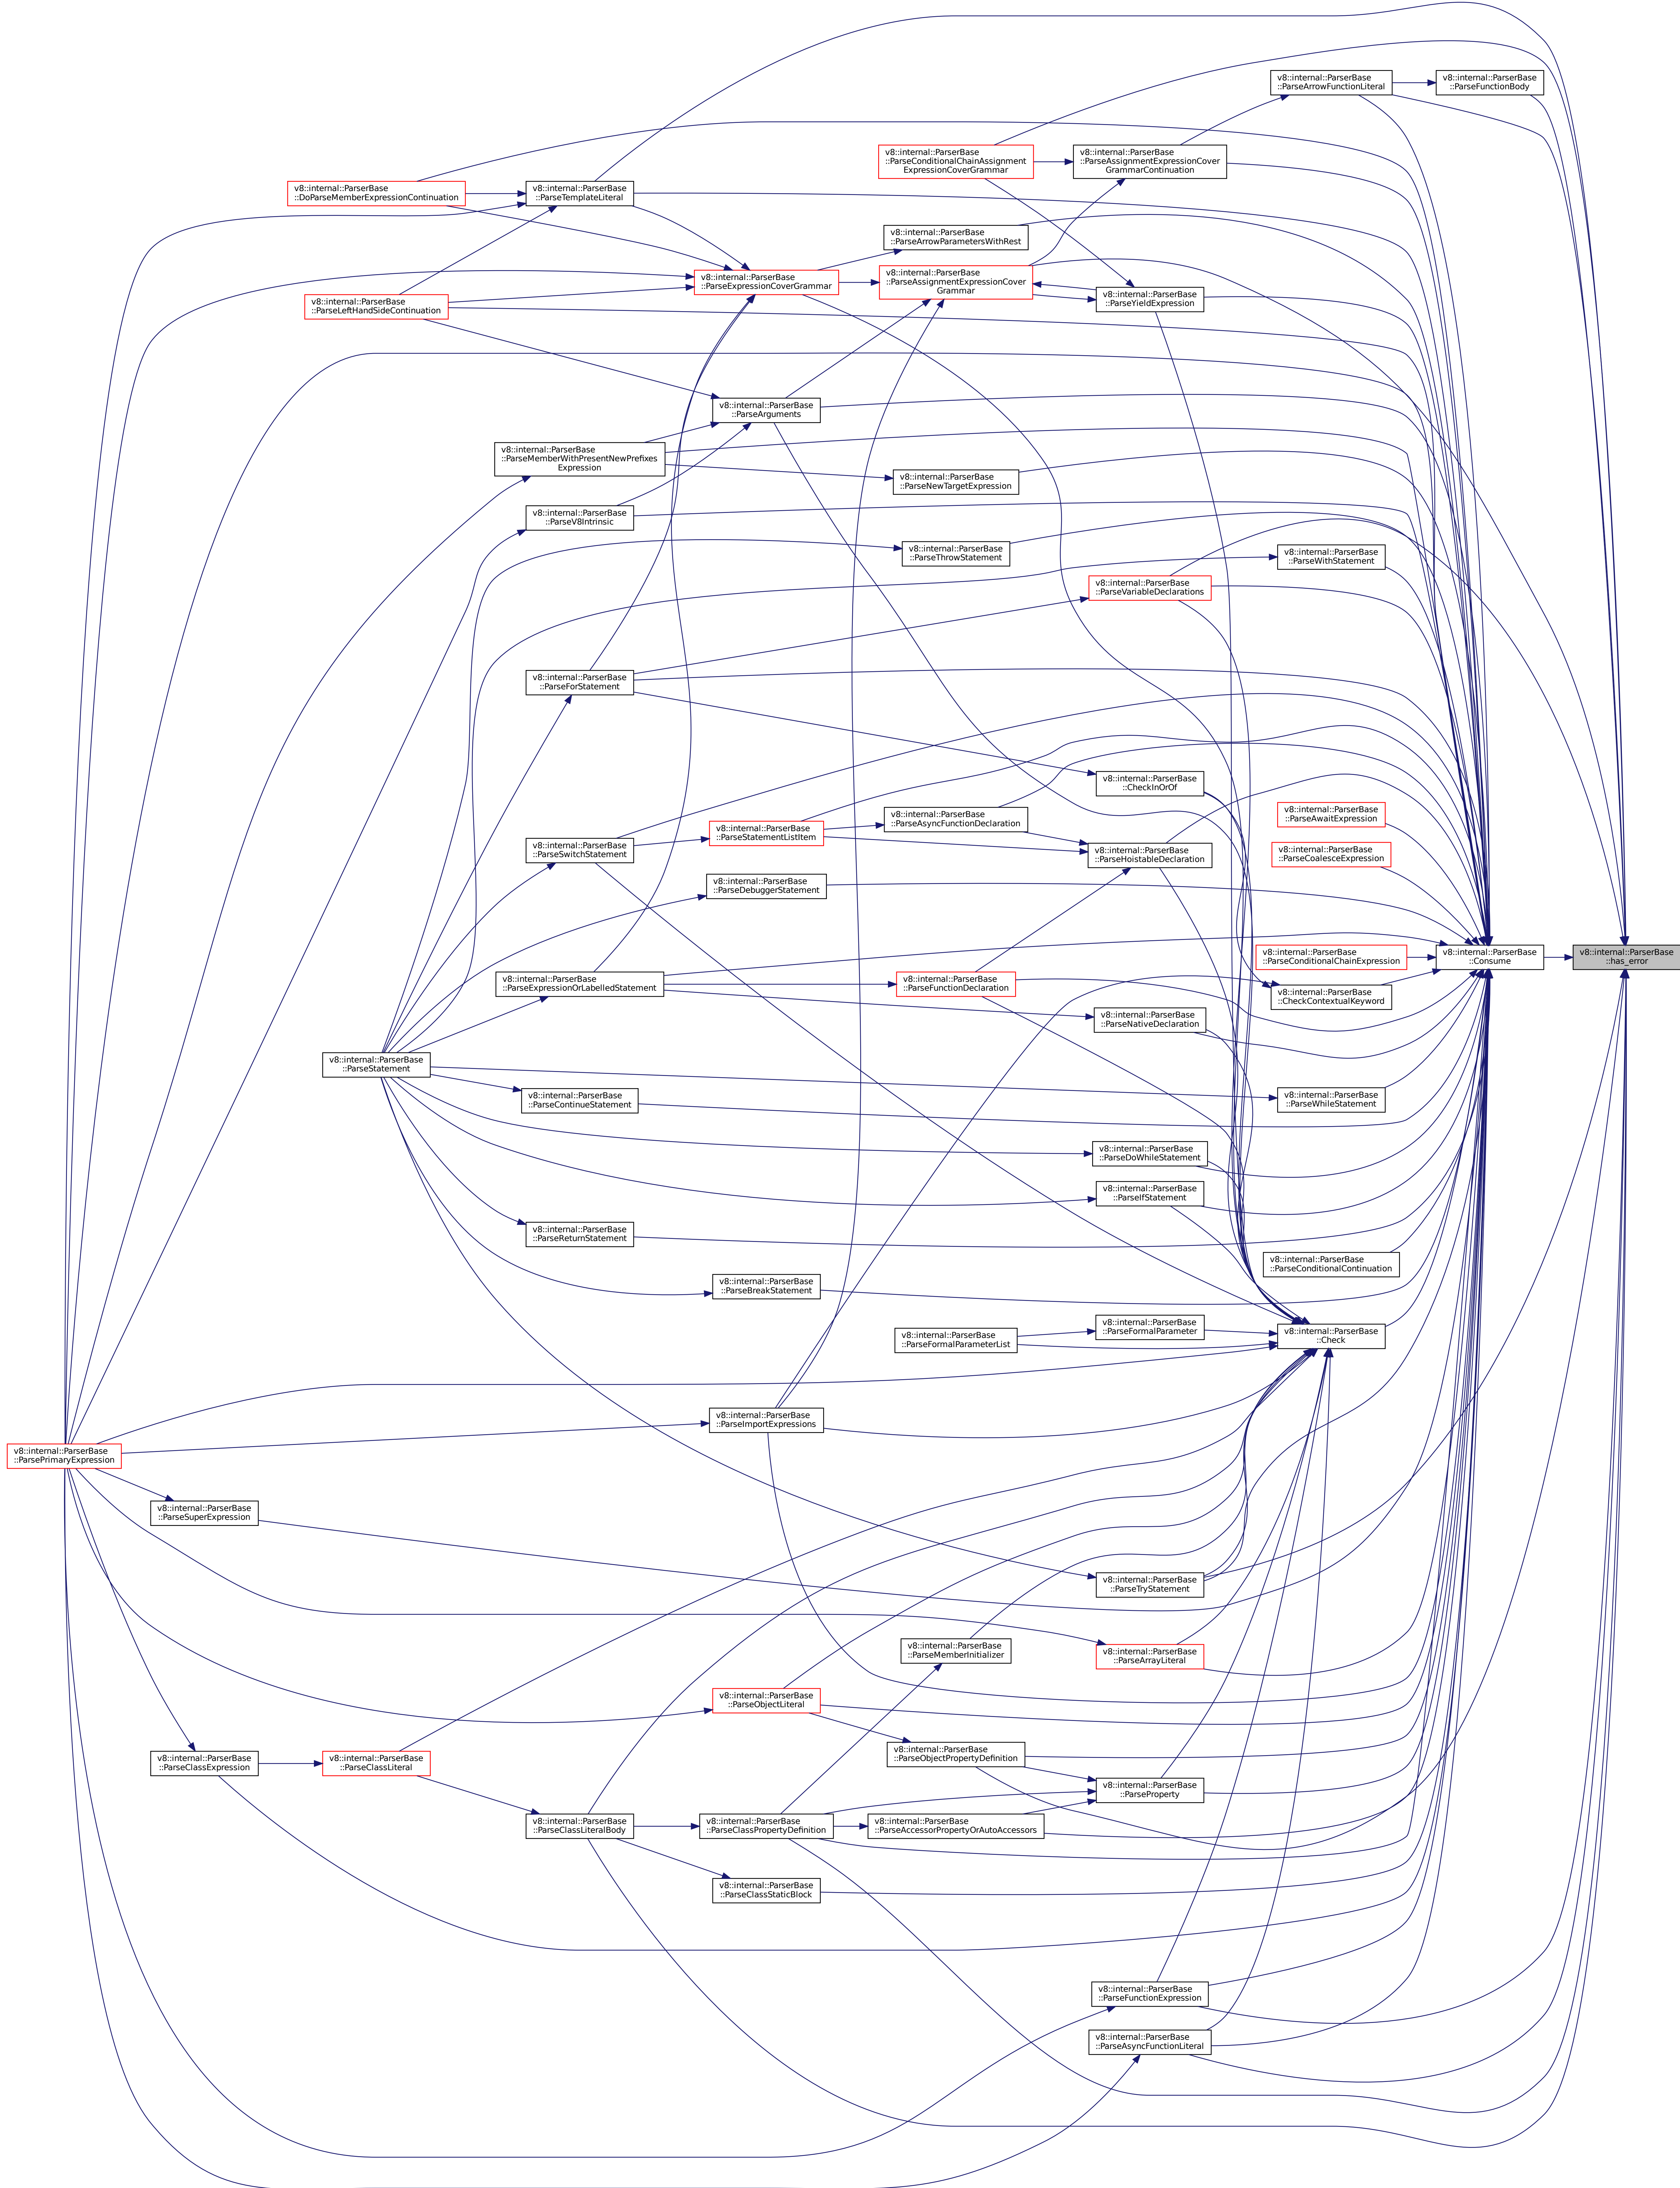 v8::internal::ParserBase
::ParseArrowFunctionLiteral
v8::internal::ParserBase
::ParseFunctionBody
v8::internal::ParserBase
::ParseConditionalChainAssignment
ExpressionCoverGrammar
v8::internal::ParserBase
::ParseAssignmentExpressionCover
GrammarContinuation
v8::internal::ParserBase
::DoParseMemberExpressionContinuation
v8::internal::ParserBase
::ParseTemplateLiteral
v8::internal::ParserBase
::ParseArrowParametersWithRest
v8::internal::ParserBase
::ParseExpressionCoverGrammar
v8::internal::ParserBase
::ParseAssignmentExpressionCover
Grammar
v8::internal::ParserBase
::ParseYieldExpression
v8::internal::ParserBase
::ParseLeftHandSideContinuation
v8::internal::ParserBase
::ParseArguments
v8::internal::ParserBase
::ParseMemberWithPresentNewPrefixes
Expression
v8::internal::ParserBase
::ParseNewTargetExpression
v8::internal::ParserBase
::ParseV8Intrinsic
v8::internal::ParserBase
::ParseThrowStatement
v8::internal::ParserBase
::ParseWithStatement
v8::internal::ParserBase
::ParseVariableDeclarations
v8::internal::ParserBase
::ParseForStatement
v8::internal::ParserBase
::CheckInOrOf
v8::internal::ParserBase
::ParseAsyncFunctionDeclaration
v8::internal::ParserBase
::ParseAwaitExpression
v8::internal::ParserBase
::ParseStatementListItem
v8::internal::ParserBase
::ParseSwitchStatement
v8::internal::ParserBase
::ParseHoistableDeclaration
v8::internal::ParserBase
::ParseCoalesceExpression
v8::internal::ParserBase
::ParseDebuggerStatement
v8::internal::ParserBase
::ParseConditionalChainExpression
v8::internal::ParserBase
::Consume
v8::internal::ParserBase
::has_error
v8::internal::ParserBase
::ParseExpressionOrLabelledStatement
v8::internal::ParserBase
::ParseFunctionDeclaration
v8::internal::ParserBase
::CheckContextualKeyword
v8::internal::ParserBase
::ParseNativeDeclaration
v8::internal::ParserBase
::ParseStatement
v8::internal::ParserBase
::ParseContinueStatement
v8::internal::ParserBase
::ParseWhileStatement
v8::internal::ParserBase
::ParseDoWhileStatement
v8::internal::ParserBase
::ParseIfStatement
v8::internal::ParserBase
::ParseReturnStatement
v8::internal::ParserBase
::ParseConditionalContinuation
v8::internal::ParserBase
::ParseBreakStatement
v8::internal::ParserBase
::ParseFormalParameterList
v8::internal::ParserBase
::ParseFormalParameter
v8::internal::ParserBase
::Check
v8::internal::ParserBase
::ParseImportExpressions
v8::internal::ParserBase
::ParsePrimaryExpression
v8::internal::ParserBase
::ParseSuperExpression
v8::internal::ParserBase
::ParseTryStatement
v8::internal::ParserBase
::ParseMemberInitializer
v8::internal::ParserBase
::ParseArrayLiteral
v8::internal::ParserBase
::ParseObjectLiteral
v8::internal::ParserBase
::ParseObjectPropertyDefinition
v8::internal::ParserBase
::ParseClassExpression
v8::internal::ParserBase
::ParseClassLiteral
v8::internal::ParserBase
::ParseProperty
v8::internal::ParserBase
::ParseClassLiteralBody
v8::internal::ParserBase
::ParseClassPropertyDefinition
v8::internal::ParserBase
::ParseAccessorPropertyOrAutoAccessors
v8::internal::ParserBase
::ParseClassStaticBlock
v8::internal::ParserBase
::ParseFunctionExpression
v8::internal::ParserBase
::ParseAsyncFunctionLiteral